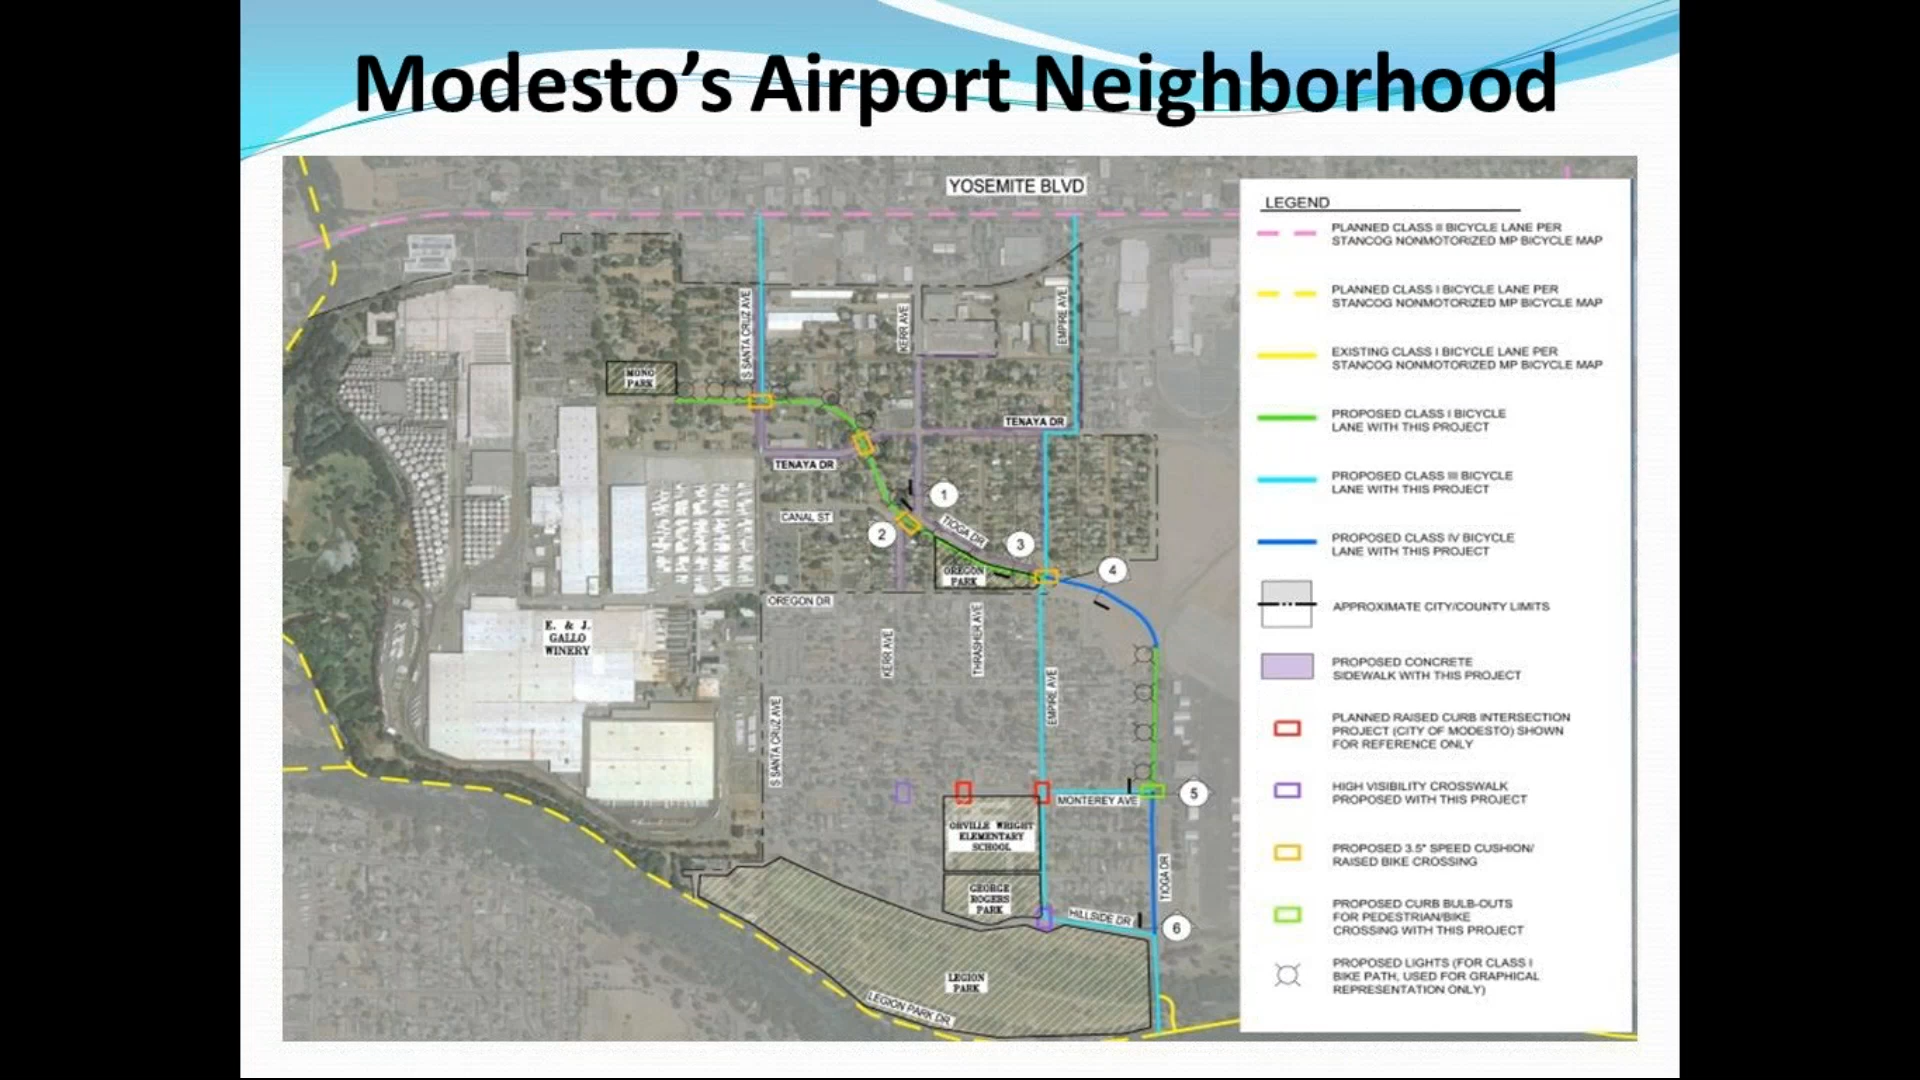 Modesto's Airport Neighborhood
YOSEMITE BLVD
S SANTA CRUZ AVE
KERR AVE
EMPIRE AVE
MONO
PARK
TENAYA DR
TENAYA DR
1
CANAL ST
TIOGA DR
2
3
4
OREGON
PARK
OREGON DR
E. & J.
GALLO
WINERY
KERR AVE
THRASHER AVE
EMPIRE AVE
S SANTA CRUZ AVE
MONTEREY AVE
5
ORVILLE WRIGHT
ELEMENTARY
SCHOOL
TIOGA DR
GEORGE
ROGERS
PARK
HILLSIDE DR
6
LEGION
PARK
LEGION PARK DR
LEGEND
PLANNED CLASS II BICYCLE LANE PER
STANCOG NONMOTORIZED MP BICYCLE MAP
PLANNED CLASS I BICYCLE LANE PER
STANCOG NONMOTORIZED MP BICYCLE MAP
EXISTING CLASS I BICYCLE LANE PER
STANCOG NONMOTORIZED MP BICYCLE MAP
PROPOSED CLASS I BICYCLE
LANE WITH THIS PROJECT
PROPOSED CLASS III BICYCLE
LANE WITH THIS PROJECT
PROPOSED CLASS IV BICYCLE
LANE WITH THIS PROJECT
APPROXIMATE CITY/COUNTY LIMITS
PROPOSED CONCRETE
SIDEWALK WITH THIS PROJECT
PLANNED RAISED CURB INTERSECTION
PROJECT (CITY OF MODESTO) SHOWN
FOR REFERENCE ONLY
HIGH VISIBILITY CROSSWALK
PROPOSED WITH THIS PROJECT
PROPOSED 3.5" SPEED CUSHION/
RAISED BIKE CROSSING
PROPOSED CURB BULB-OUTS
FOR PEDESTRIAN/BIKE
CROSSING WITH THIS PROJECT
PROPOSED LIGHTS (FOR CLASS I
BIKE PATH, USED FOR GRAPHICAL
REPRESENTATION ONLY)